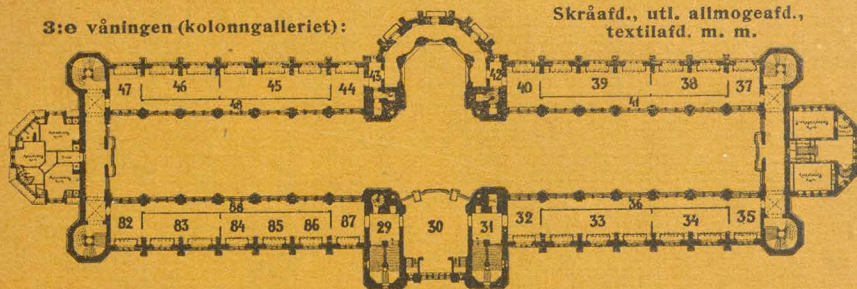 3:e våningen (kolonngalleriet):
Skråafd., utl. allmogeafd.,
textilafd. m. m.
43 42
47 46 45 44 40 39 38 37
48 41
88 36
82 83 84 85 86 87 29 30 31 32 33 34 35